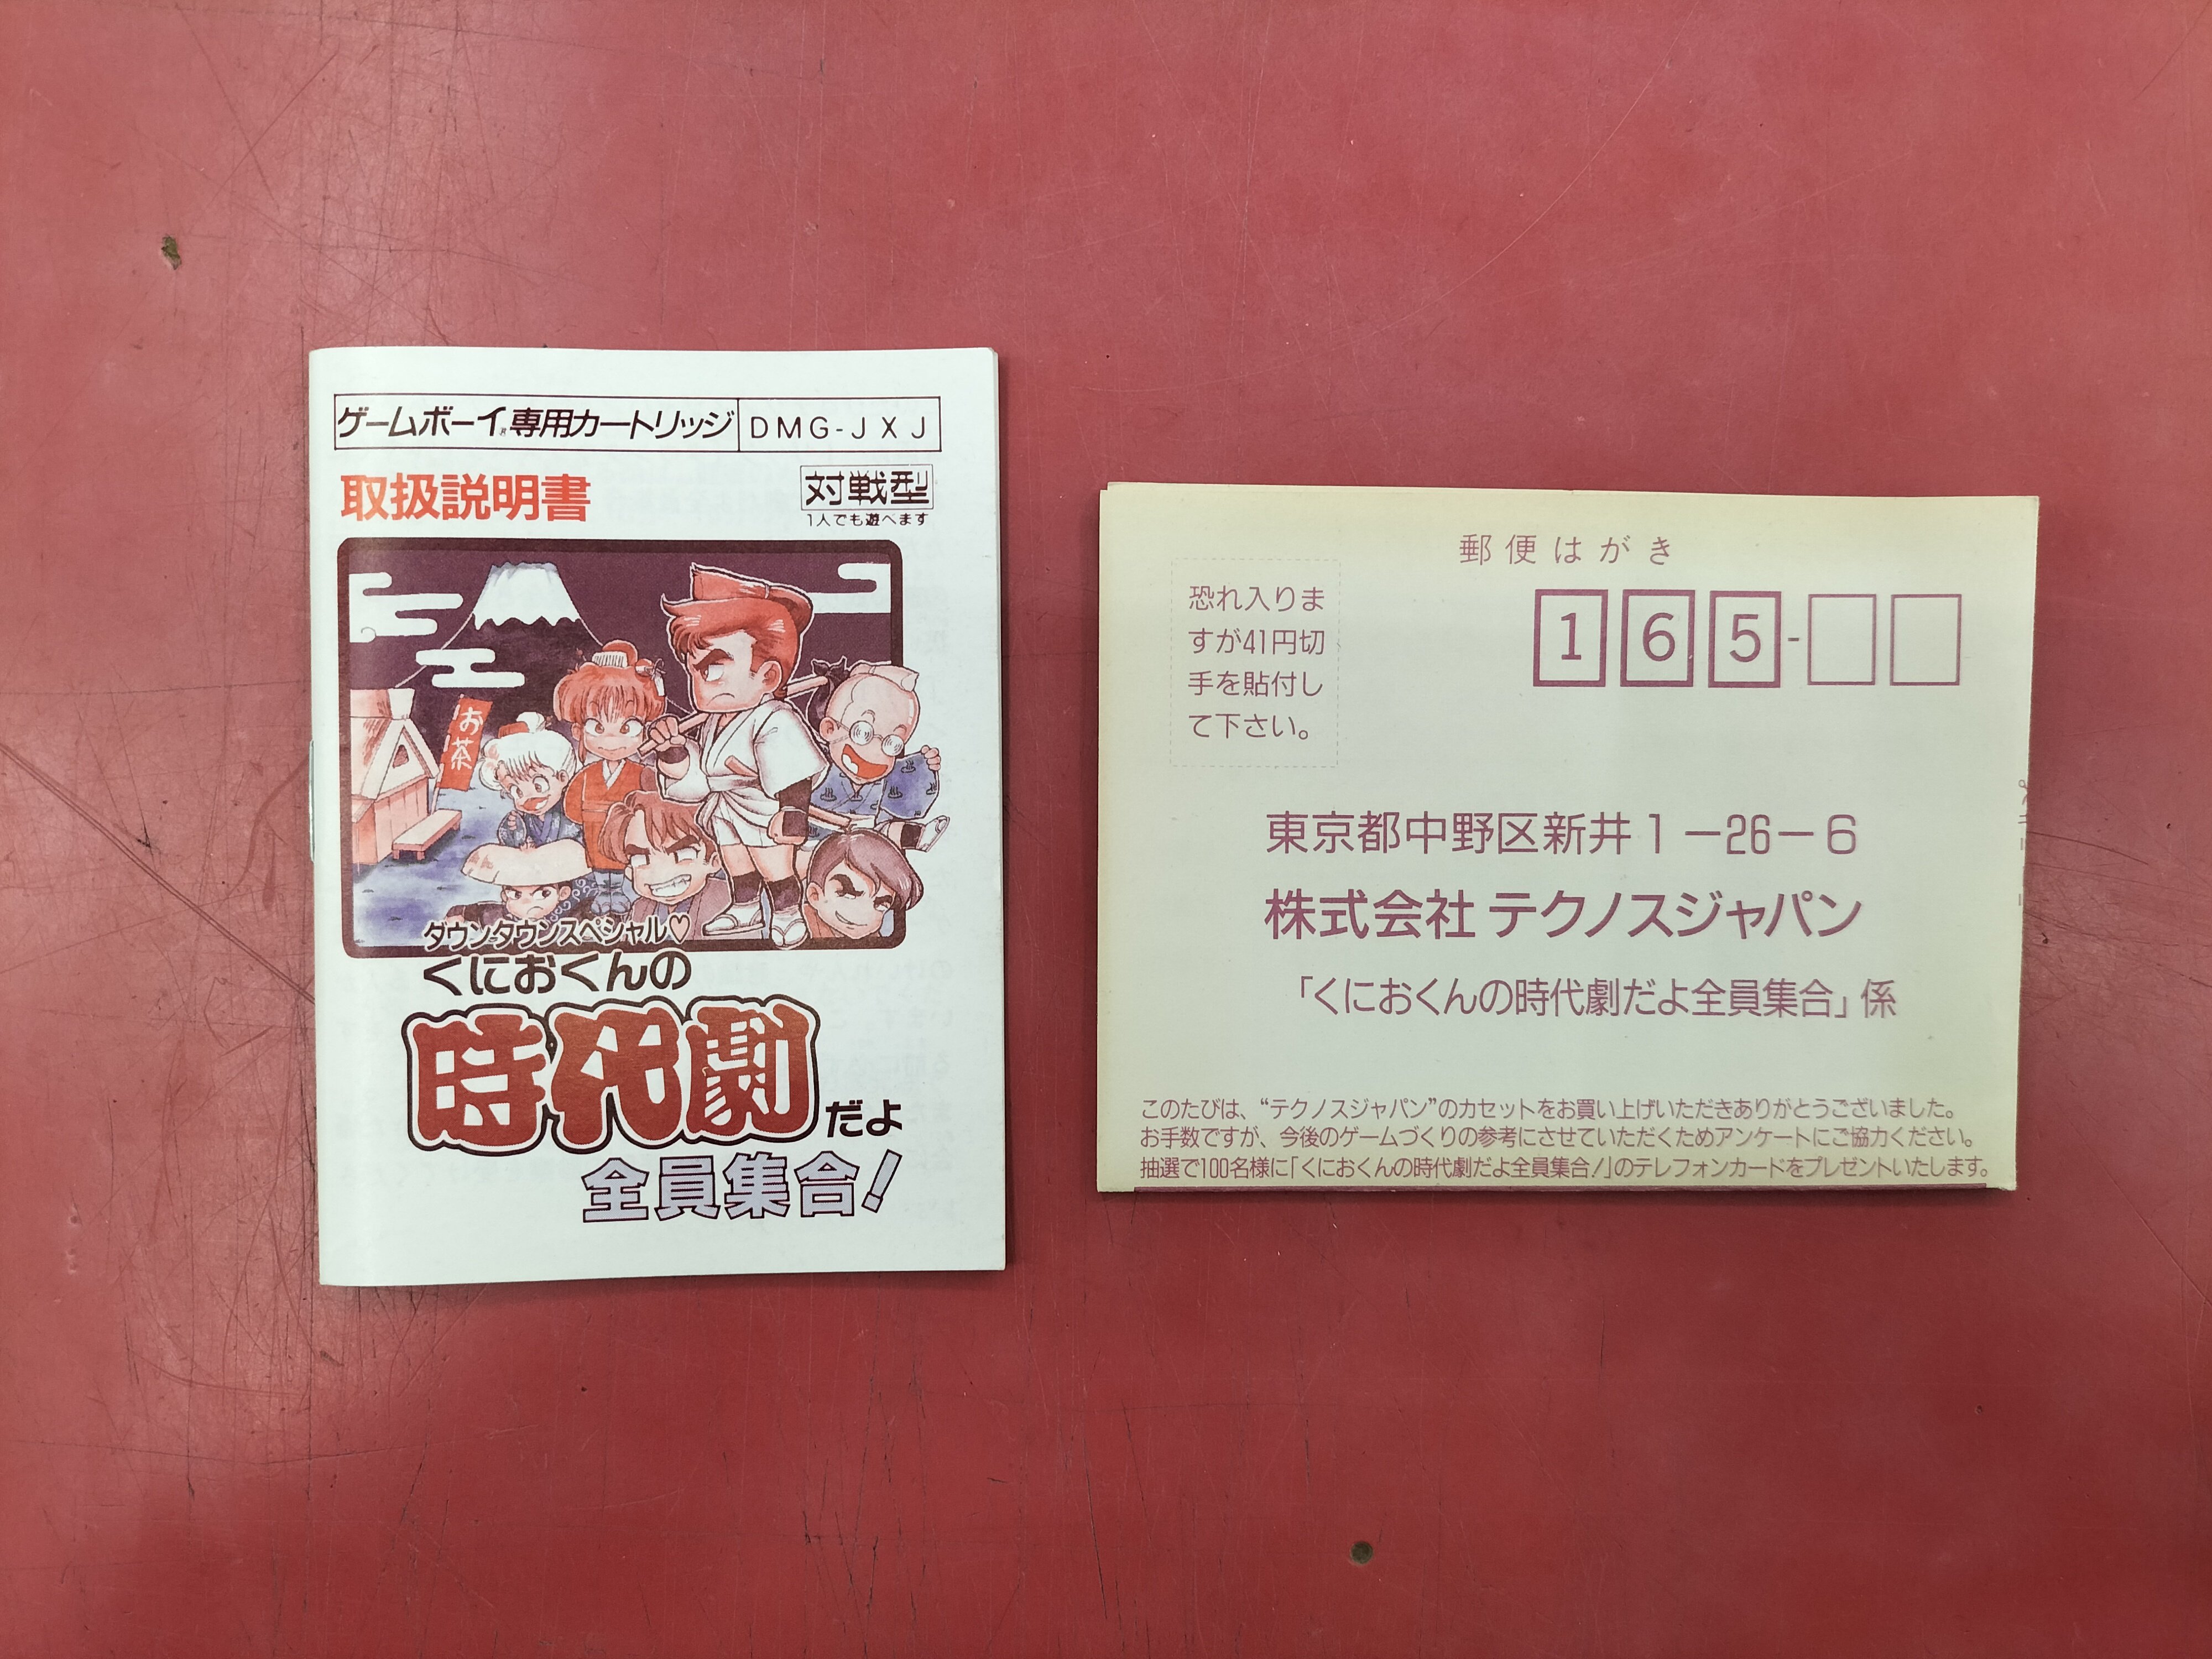 ゲームボーイ専用カートリッジ DMG-JXJ
取扱説明書
対戦型
1人でも遊べます
お茶
ダウンタウンスペシャル♡
くにおくんの
時代劇だよ
全員集合!
郵便はがき
恐れ入りま
すが41円切
手を貼付し
て下さい。
165-
東京都中野区新井1-26-6
株式会社 テクノスジャパン
「くにおくんの時代劇だよ全員集合」係
このたびは、“テクノスジャパン”のカセットをお買い上げいただきありがとうございました。
お手数ですが、今後のゲームづくりの参考にさせていただくためアンケートにご協力ください。
抽選で100名様に「くにおくんの時代劇だよ全員集合!」のテレフォンカードをプレゼントいたします。